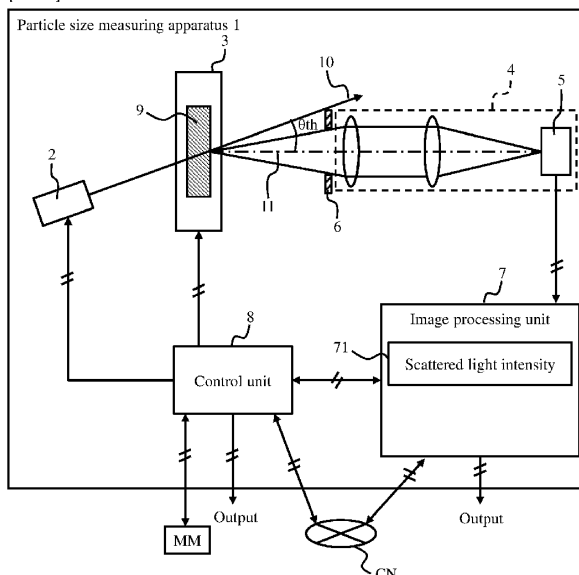 Particle size measuring apparatus 1
3
10
4
5
9
θth
2
11
6
7
Image processing unit
8
71
Scattered light intensity
Control unit
Output
Output
MM
CN